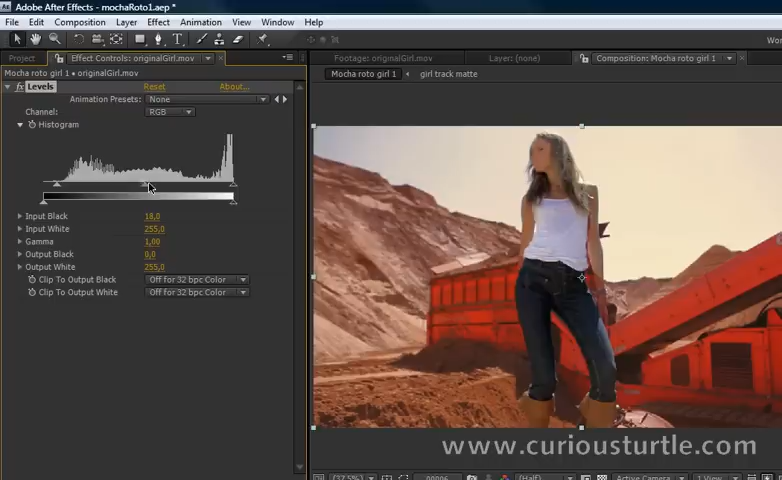 Adobe After Effects - mochaRoto1.aep *
File Edit Composition Layer Effect Animation View Window Help
Project Effect Controls: originalGirl.mov Footage: originalGirl.mov Layer: (none) Composition: Mocha roto girl 1
Mocha roto girl 1 • originalGirl.mov Mocha roto girl 1 girl track matte
fx Levels Reset About...
Animation Presets: None
Channel: RGB
Histogram
Input Black 18,0
Input White 255,0
Gamma 1,00
Output Black 0,0
Output White 255,0
Clip To Output Black Off for 32 bpc Color
Clip To Output White Off for 32 bpc Color
www.curiousturtle.com
(37,5%) 00006 (Half) Active Camera 1 View